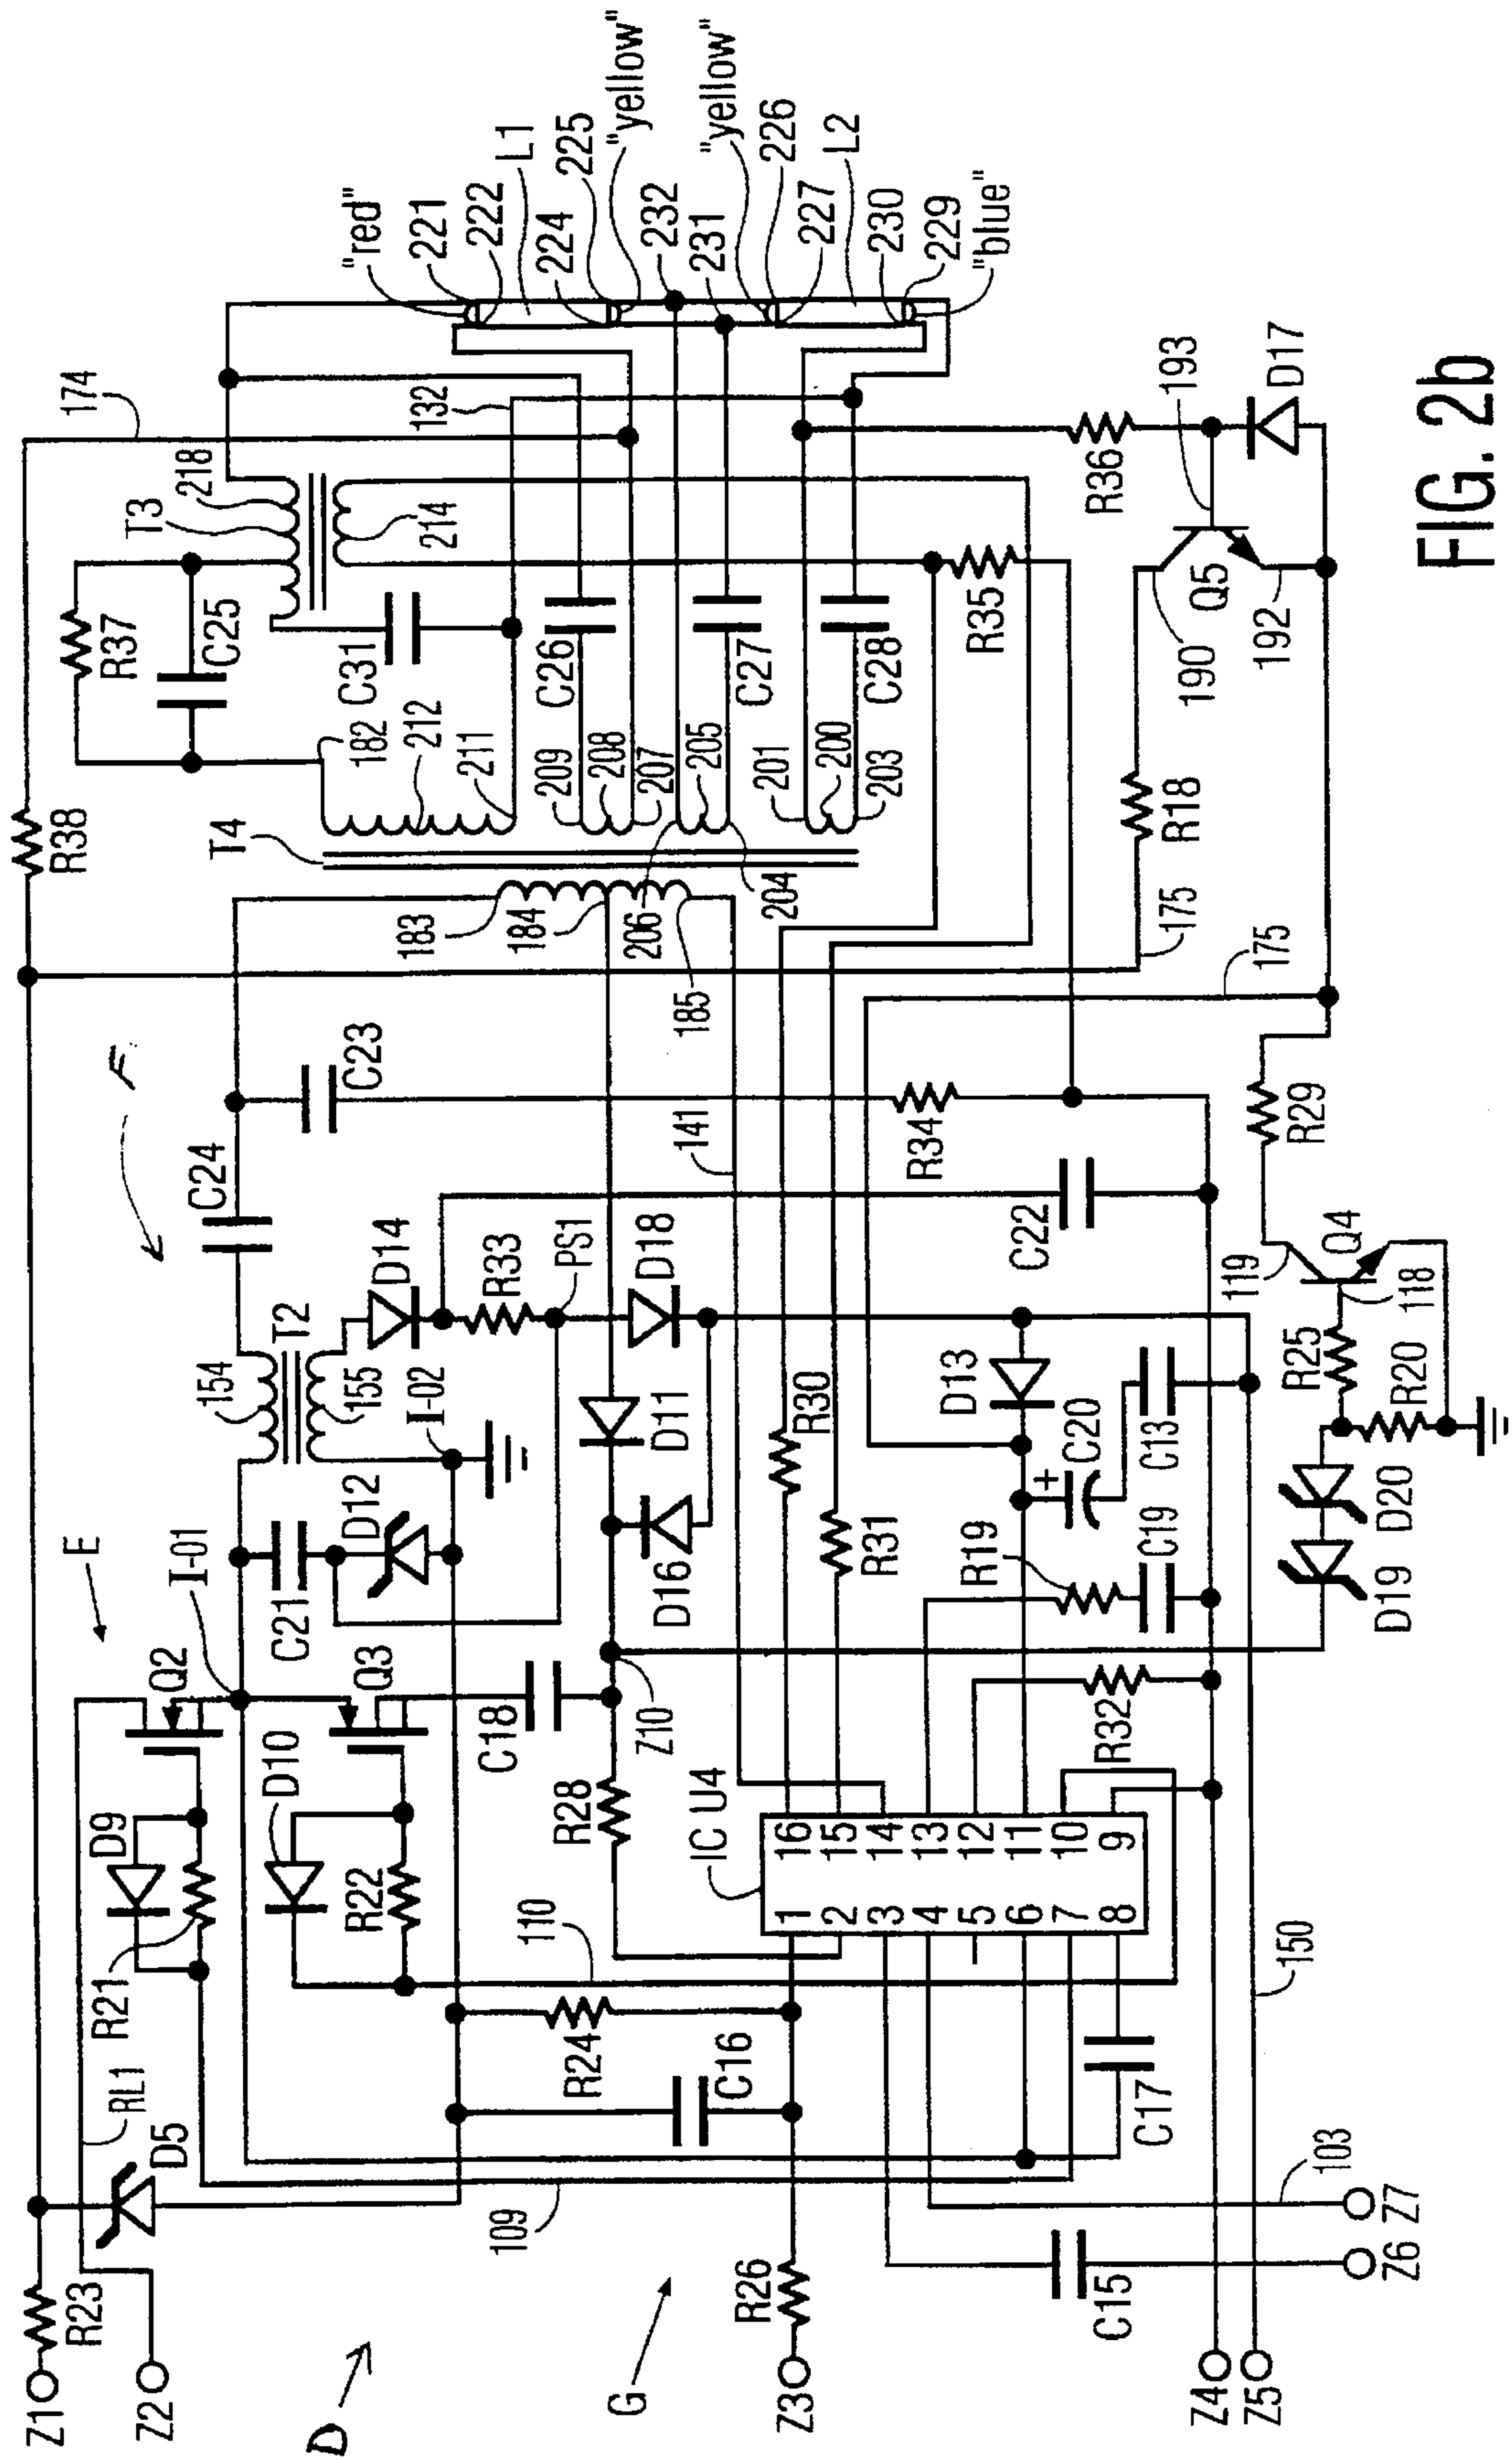 Z1
R23
Z2
D
D5
RL1
R21
D9
Q2
E
I-01
D10
R22
Q3
C21
D12
154
155
T2
I-02
C24
F
D14
R33
PS1
D18
C23
183
184
206
185
204
T4
R38
182
212
211
209
208
207
205
201
200
203
R37
C25
C31
C26
C27
C28
T3
218
214
174
132
"red"
221
222
L1
224
225
"yellow"
232
231
"yellow"
226
227
L2
230
229
"blue"
109
110
G
R24
C16
R26
Z3
C18
R28
Z10
D11
D16
141
R34
C22
R35
R30
R31
IC U4
1 16
2 15
3 14
4 13
5 12
6 11
7 10
8 9
C17
R32
R19
C19
C20
+
C13
D13
C15
Z6
Z7
103
Z4
Z5
150
D19
D20
R25
R20
118
119
Q4
R29
175
175
R18
190
Q5
192
193
R36
D17
FIG. 2b